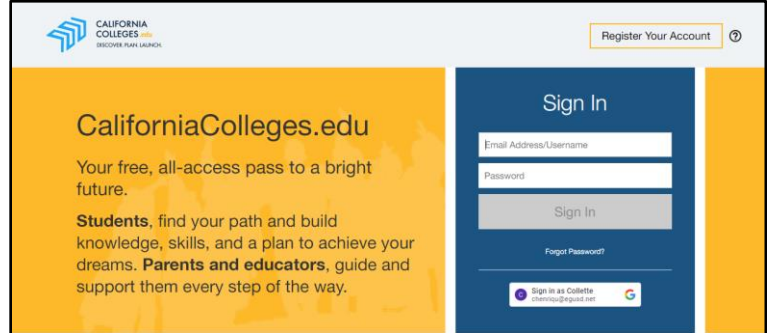 CALIFORNIA
COLLEGES.edu
DISCOVER. PLAN. LAUNCH.
Register Your Account
?
CaliforniaColleges.edu
Your free, all-access pass to a bright
future.
Students, find your path and build
knowledge, skills, and a plan to achieve your
dreams. Parents and educators, guide and
support them every step of the way.
Sign In
Email Address/Username
Password
Sign In
Forgot Password?
C
Sign in as Collette
G